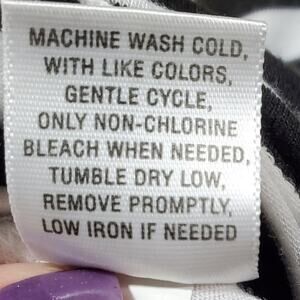 MACHINE WASH COLD,
WITH LIKE COLORS,
GENTLE CYCLE,
ONLY NON-CHLORINE
BLEACH WHEN NEEDED,
TUMBLE DRY LOW,
REMOVE PROMPTLY,
LOW IRON IF NEEDED